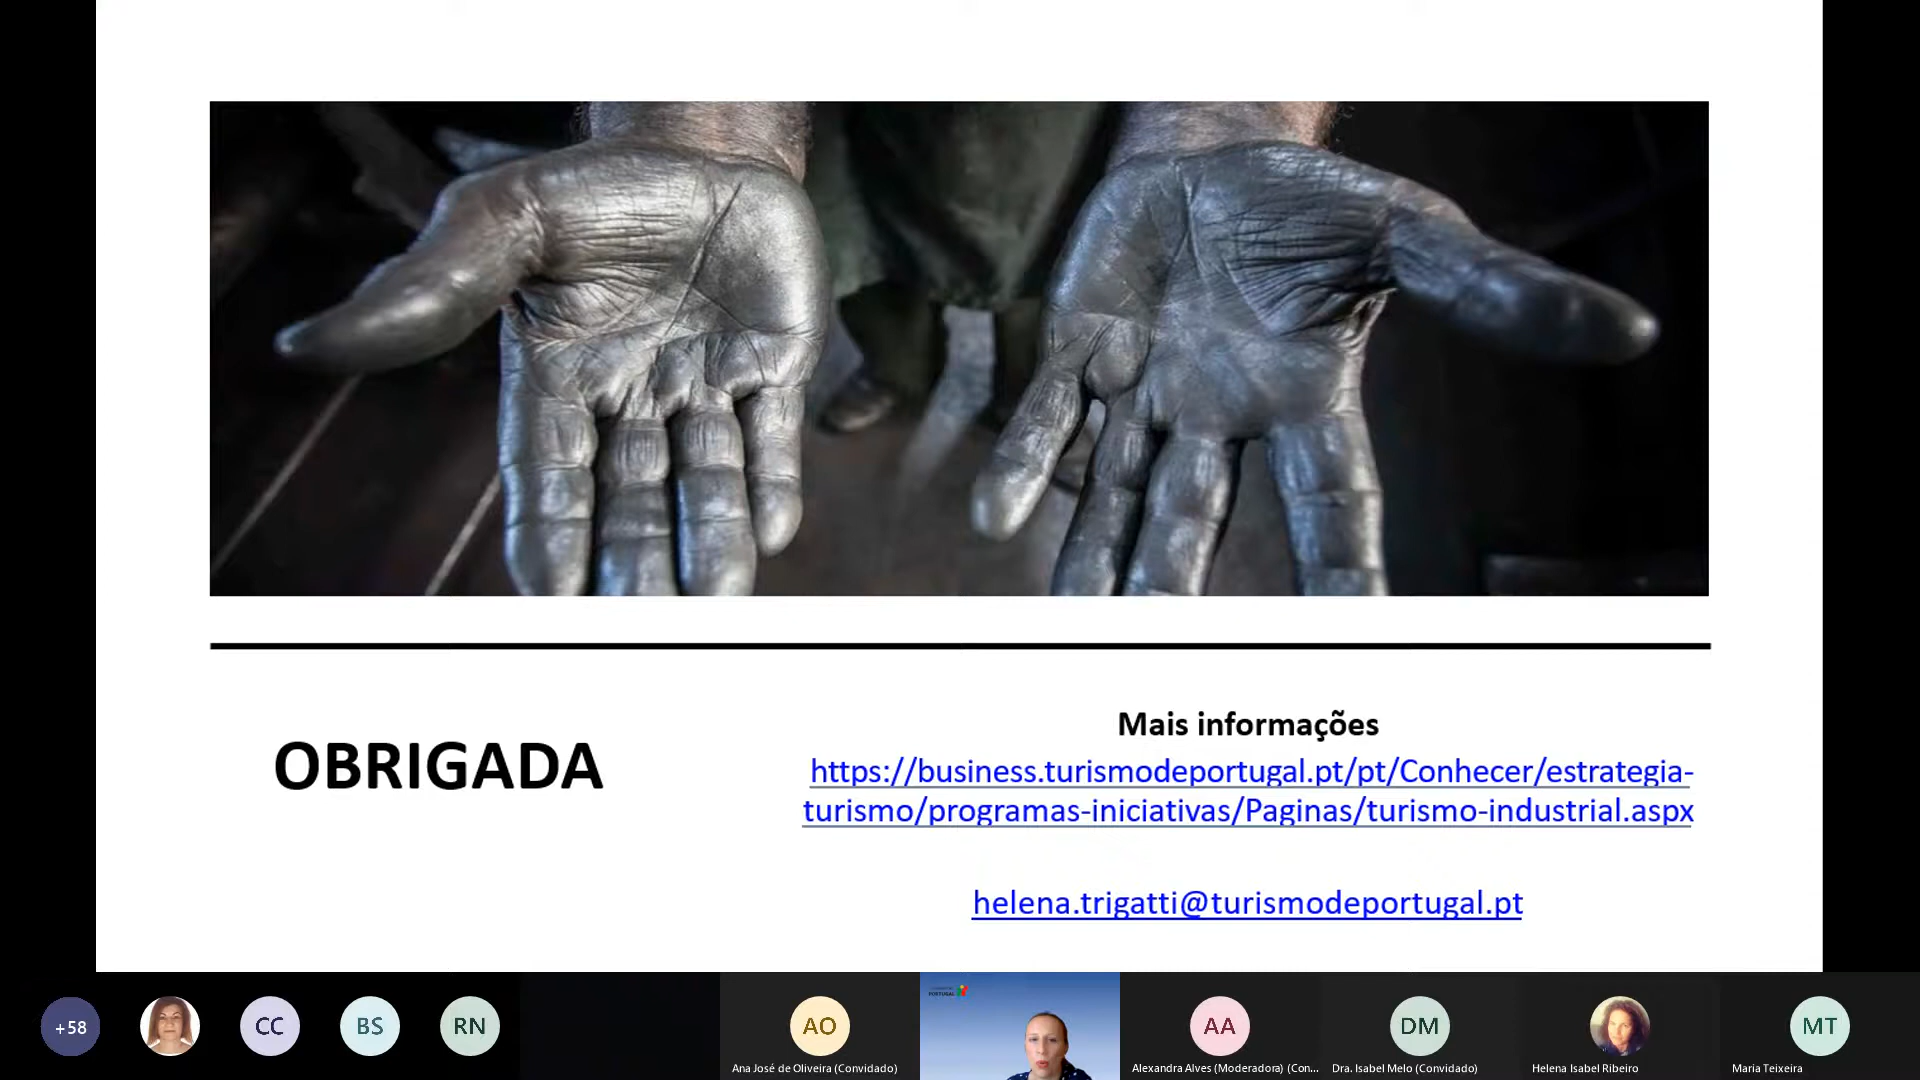 OBRIGADA
Mais informações
https://business.turismodeportugal.pt/pt/Conhecer/estrategia-
turismo/programas-iniciativas/Paginas/turismo-industrial.aspx
helena.trigatti@turismodeportugal.pt
+58
CC
BS
RN
AO
Ana José de Oliveira (Convidado)
PORTUGAL
AA
Alexandra Alves (Moderadora) (Con...
DM
Dra. Isabel Melo (Convidado)
Helena Isabel Ribeiro
MT
Maria Teixeira